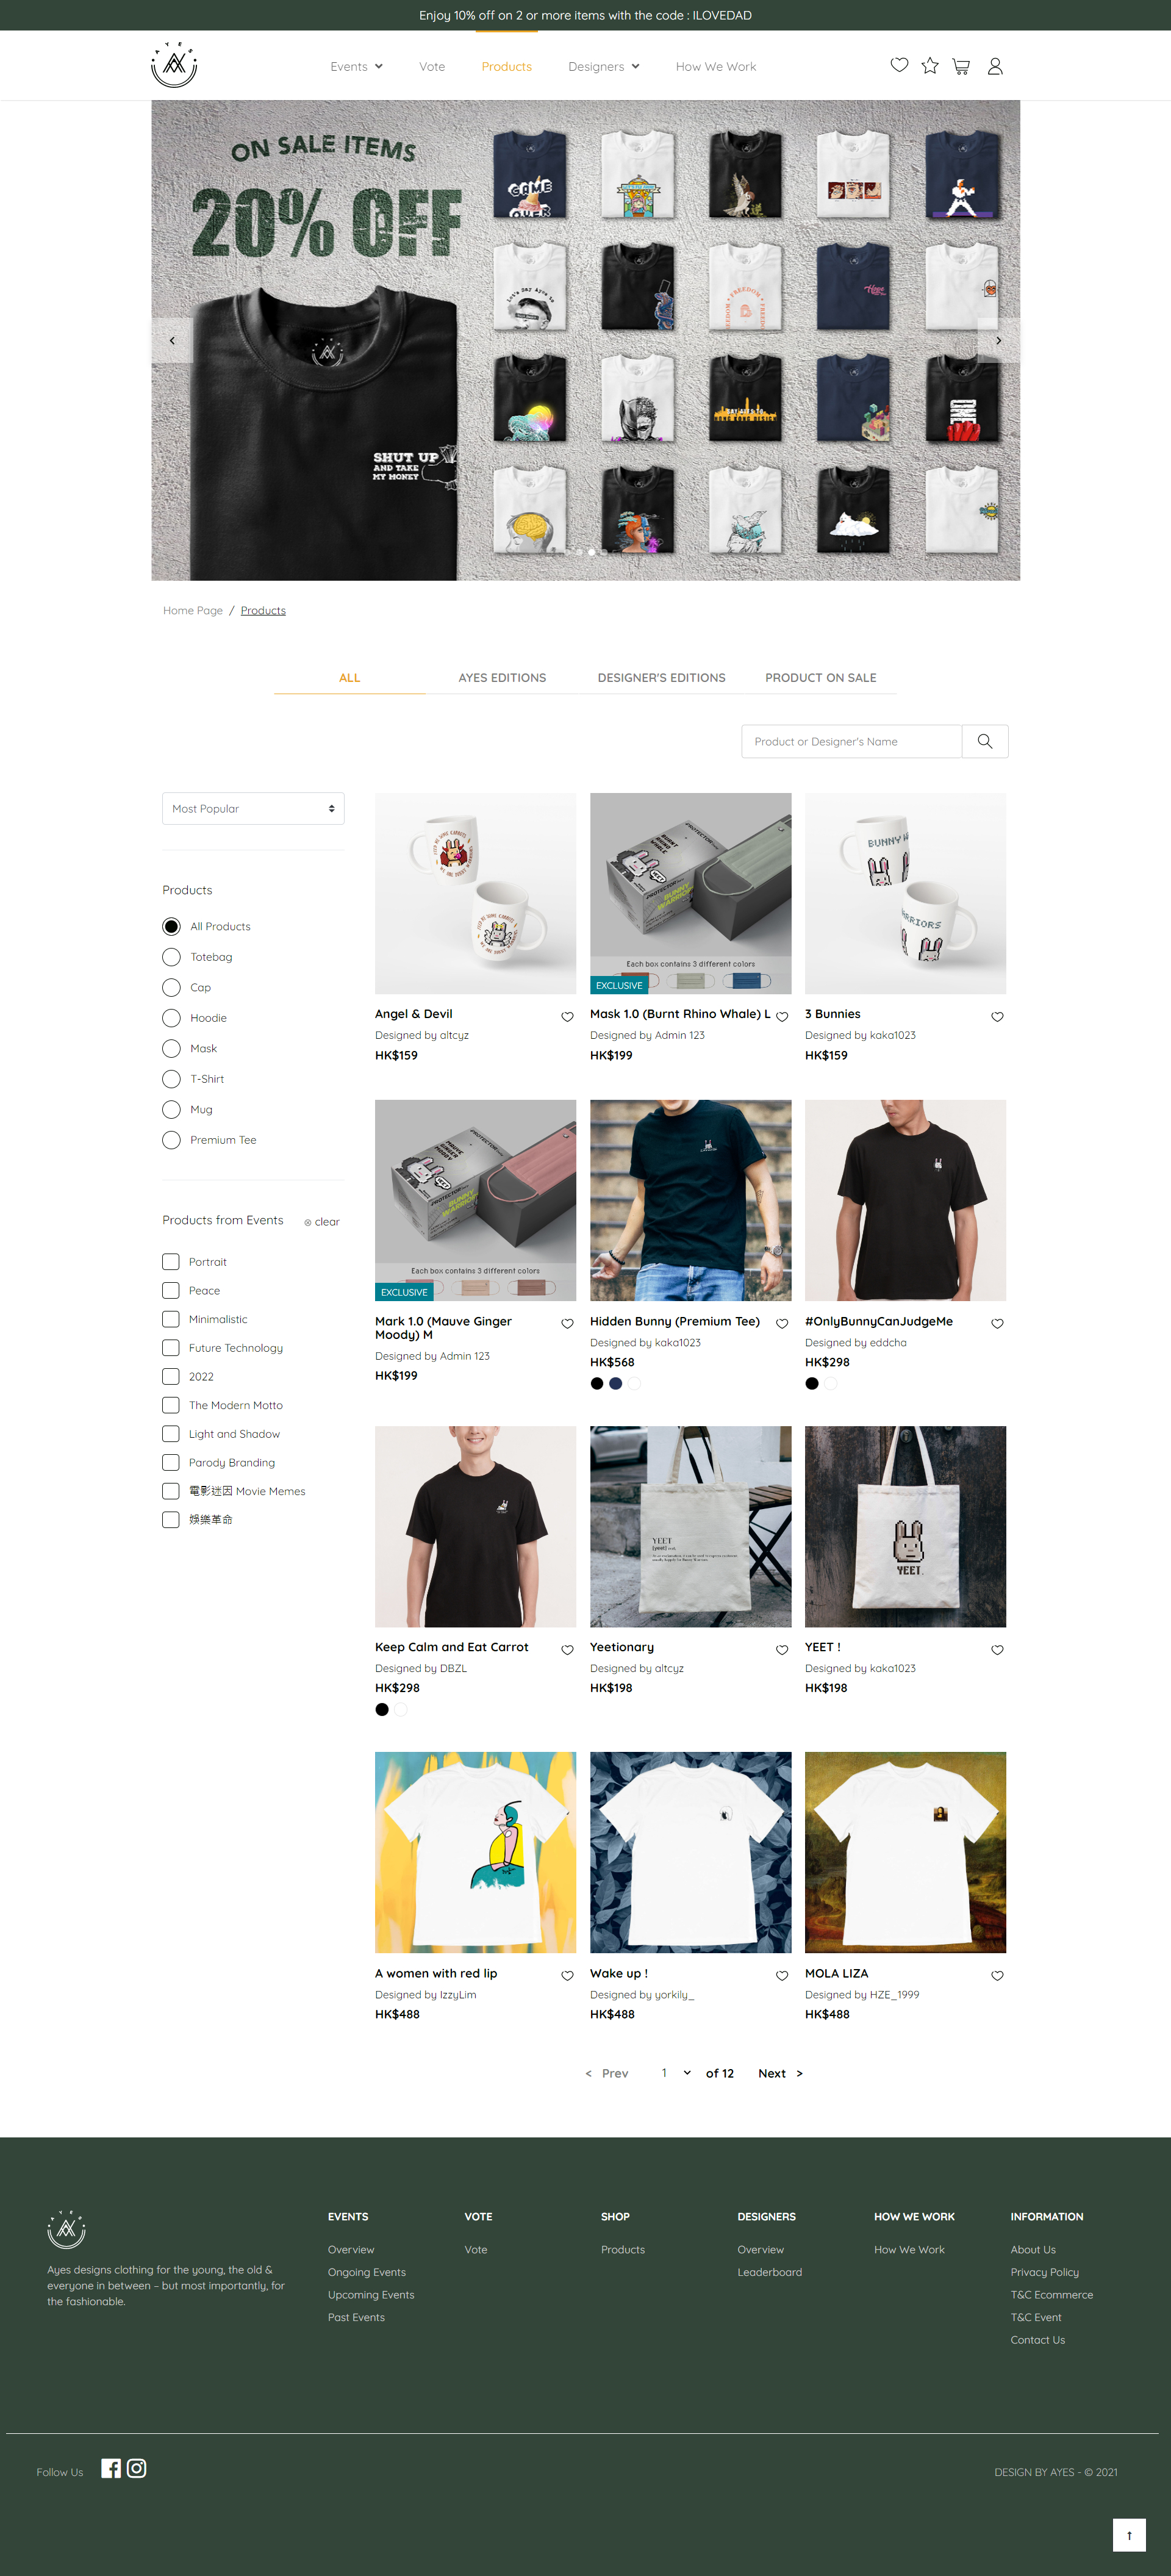 Enjoy 10% off on 2 or more items with the code : ILOVEDAD
AYES
Events
Vote
Products
Designers
How We Work
ON SALE ITEMS
20% OFF
SHUT UP
AND TAKE
MY MONEY
GAME
OVER
Let's Say Ayes to
FREEDOM
Home Page / Products
ALL
AYES EDITIONS
DESIGNER'S EDITIONS
PRODUCT ON SALE
Product or Designer's Name
Most Popular
Products
All Products
Totebag
Cap
Hoodie
Mask
T-Shirt
Mug
Premium Tee
Products from Events
clear
Portrait
Peace
Minimalistic
Future Technology
2022
The Modern Motto
Light and Shadow
Parody Branding
電影迷因 Movie Memes
娛樂革命
Each box contains 3 different colors
EXCLUSIVE
Angel & Devil
Designed by altcyz
HK$159
Mask 1.0 (Burnt Rhino Whale) L
Designed by Admin 123
HK$199
3 Bunnies
Designed by kaka1023
HK$159
Each box contains 3 different colors
EXCLUSIVE
Mark 1.0 (Mauve Ginger
Moody) M
Designed by Admin 123
HK$199
Hidden Bunny (Premium Tee)
Designed by kaka1023
HK$568
#OnlyBunnyCanJudgeMe
Designed by eddcha
HK$298
YEET
YEET.
Keep Calm and Eat Carrot
Designed by DBZL
HK$298
Yeetionary
Designed by altcyz
HK$198
YEET !
Designed by kaka1023
HK$198
A women with red lip
Designed by IzzyLim
HK$488
Wake up !
Designed by yorkily_
HK$488
MOLA LIZA
Designed by HZE_1999
HK$488
< Prev 1 of 12 Next >
AYES
Ayes designs clothing for the young, the old &
everyone in between – but most importantly, for
the fashionable.
EVENTS
Overview
Ongoing Events
Upcoming Events
Past Events
VOTE
Vote
SHOP
Products
DESIGNERS
Overview
Leaderboard
HOW WE WORK
How We Work
INFORMATION
About Us
Privacy Policy
T&C Ecommerce
T&C Event
Contact Us
Follow Us
DESIGN BY AYES - © 2021